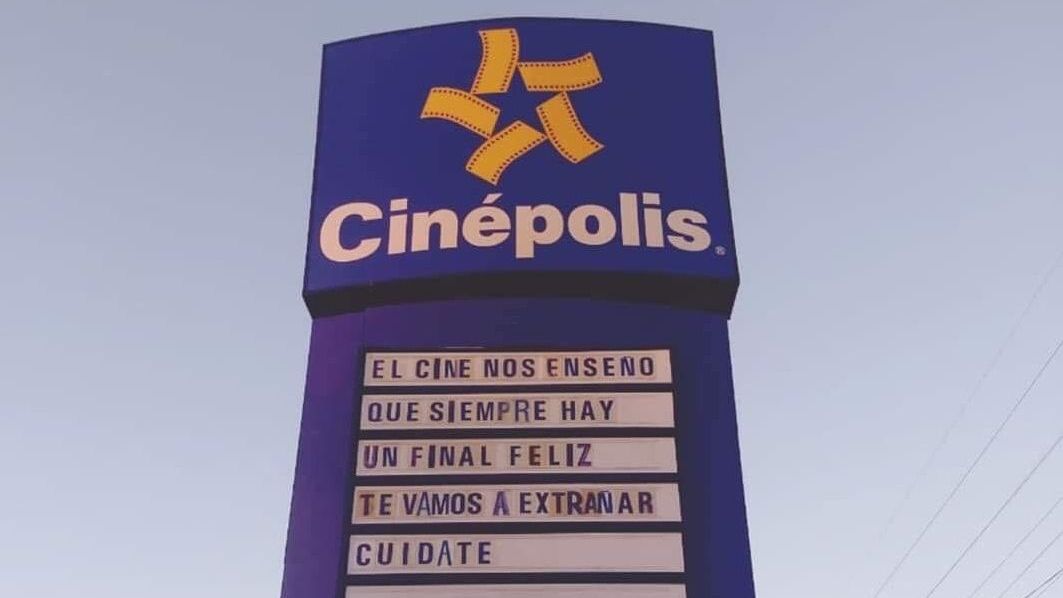 Cinépolis®
EL CINE NOS ENSEÑO
QUE SIEMPRE HAY
UN FINAL FELIZ
TE VAMOS A EXTRAÑAR
CUIDATE